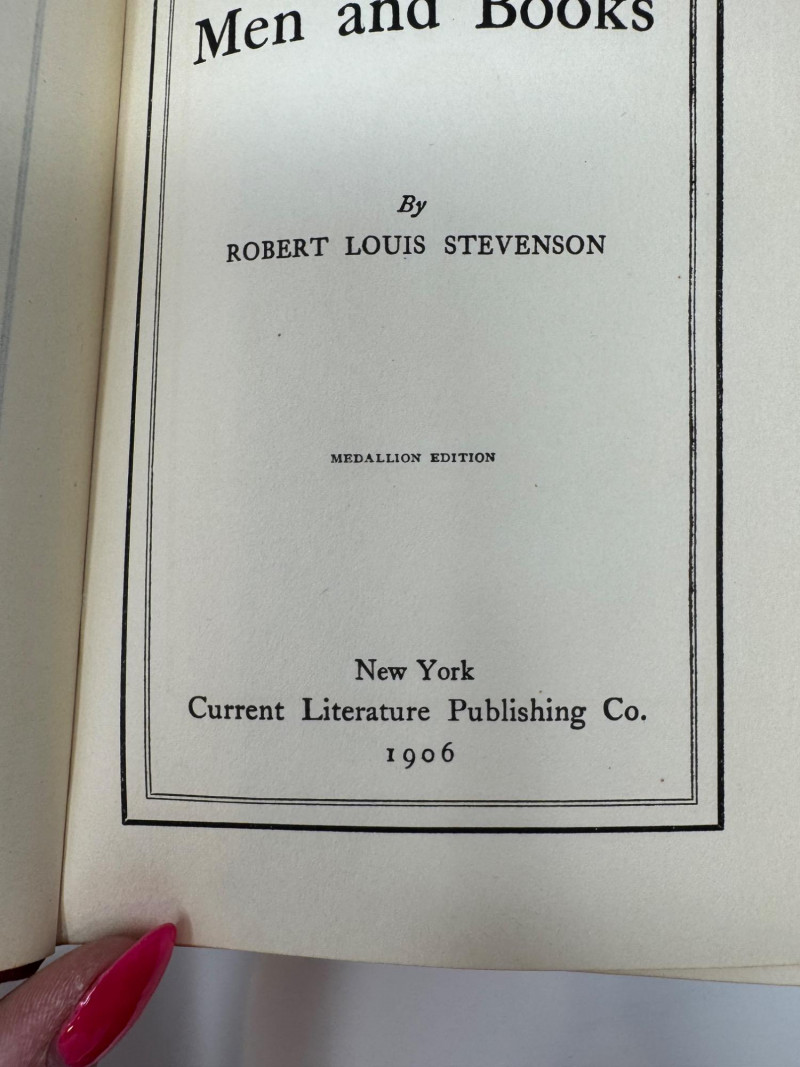 Men and Books
By
ROBERT LOUIS STEVENSON
MEDALLION EDITION
New York
Current Literature Publishing Co.
1906